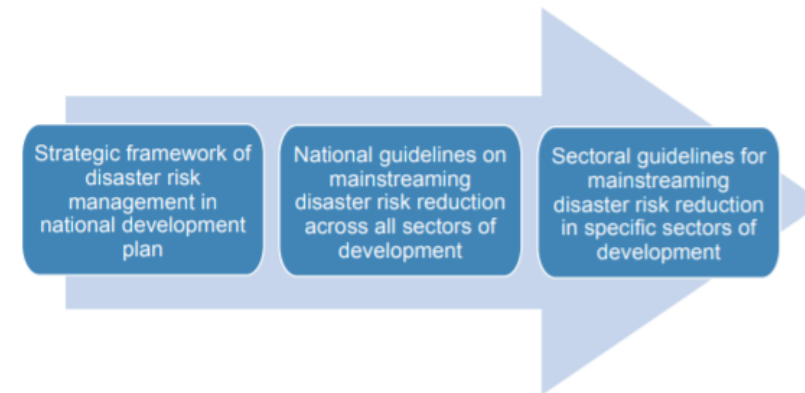 Strategic framework of
disaster risk
management in
national development
plan
National guidelines on
mainstreaming
disaster risk reduction
across all sectors of
development
Sectoral guidelines for
mainstreaming
disaster risk reduction
in specific sectors of
development